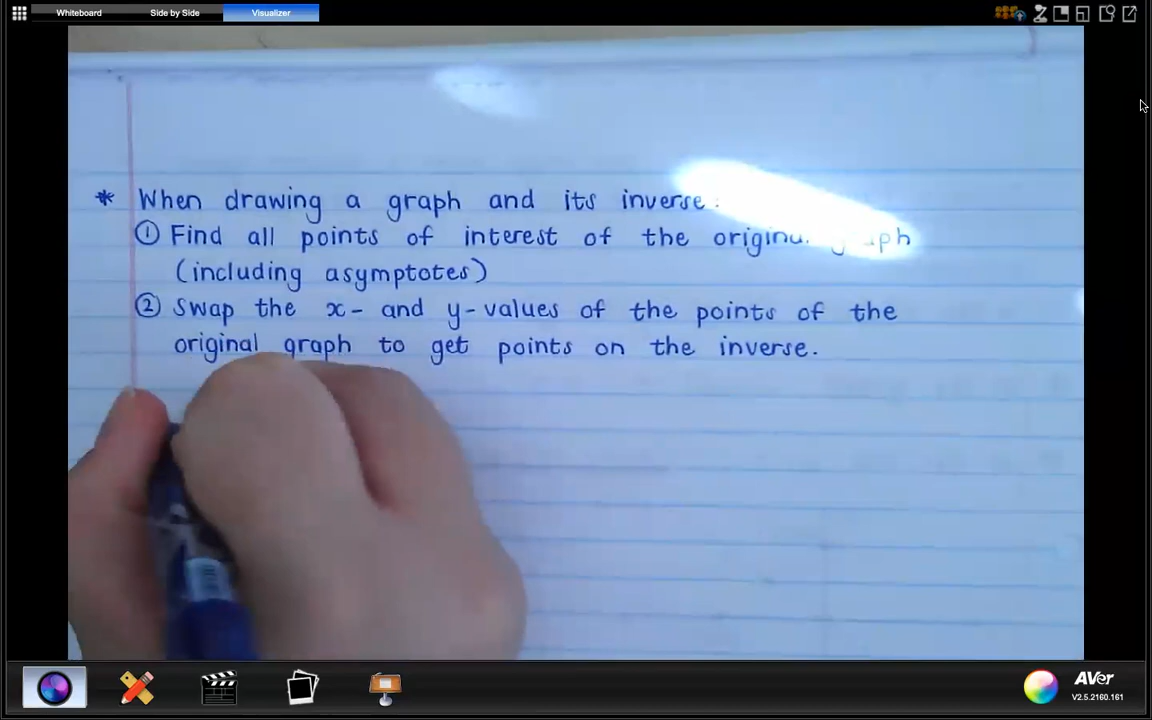 Whiteboard
Side by Side
Visualizer
* When drawing a graph and its inverse:
① Find all points of interest of the original graph
(including asymptotes)
② Swap the x- and y-values of the points of the
original graph to get points on the inverse.
AVer
V2.5.2160.161